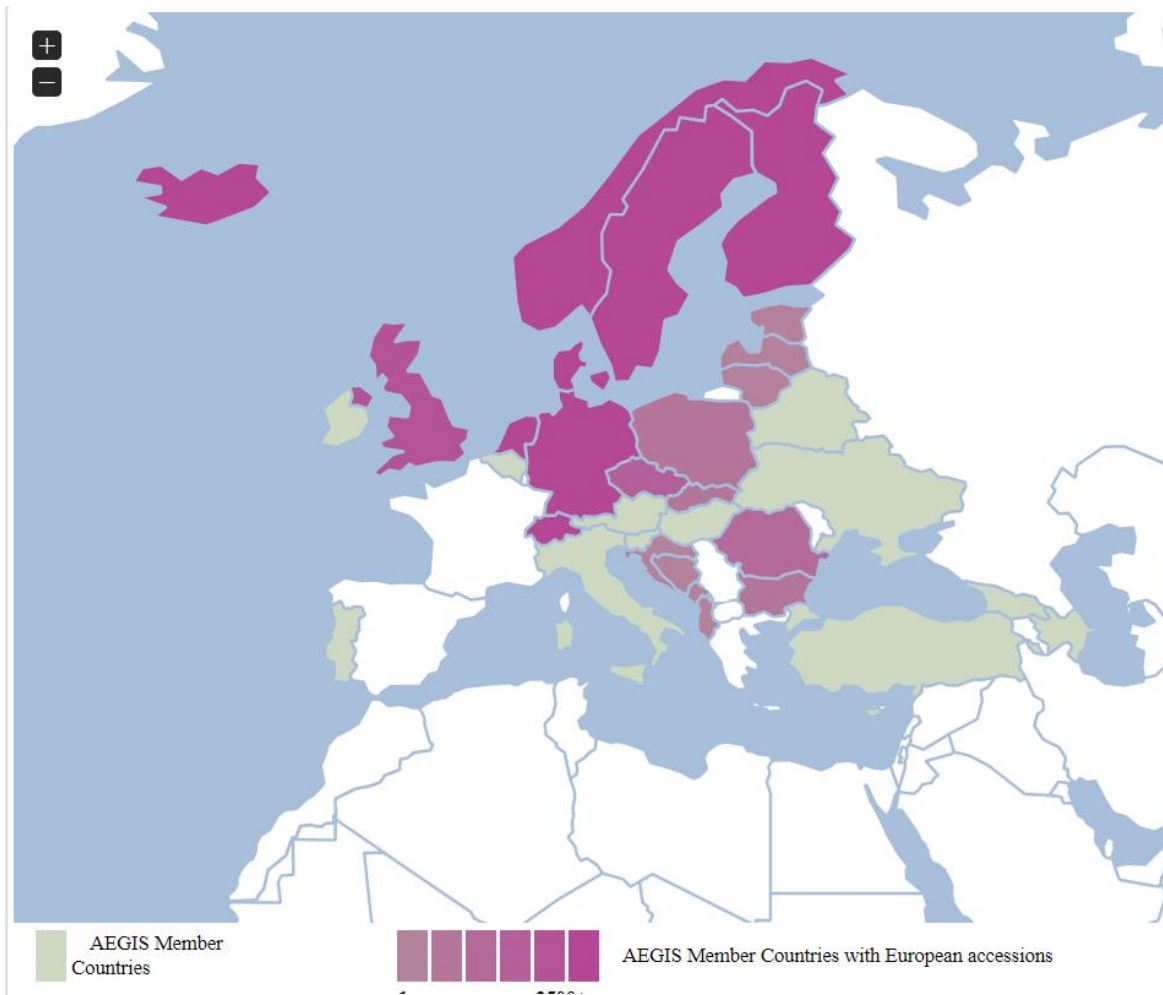 +
−
AEGIS Member
Countries
AEGIS Member Countries with European accessions